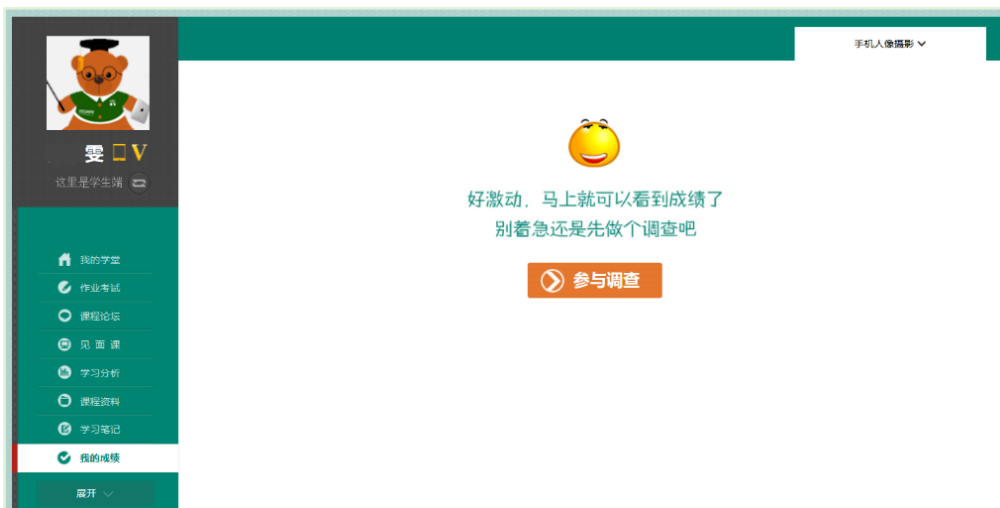 手机人像摄影
雯
V
这里是学生端
好激动，马上就可以看到成绩了
别着急还是先做个调查吧
参与调查
我的学堂
作业考试
课程论坛
见面课
学习分析
课程资料
学习笔记
我的成绩
展开